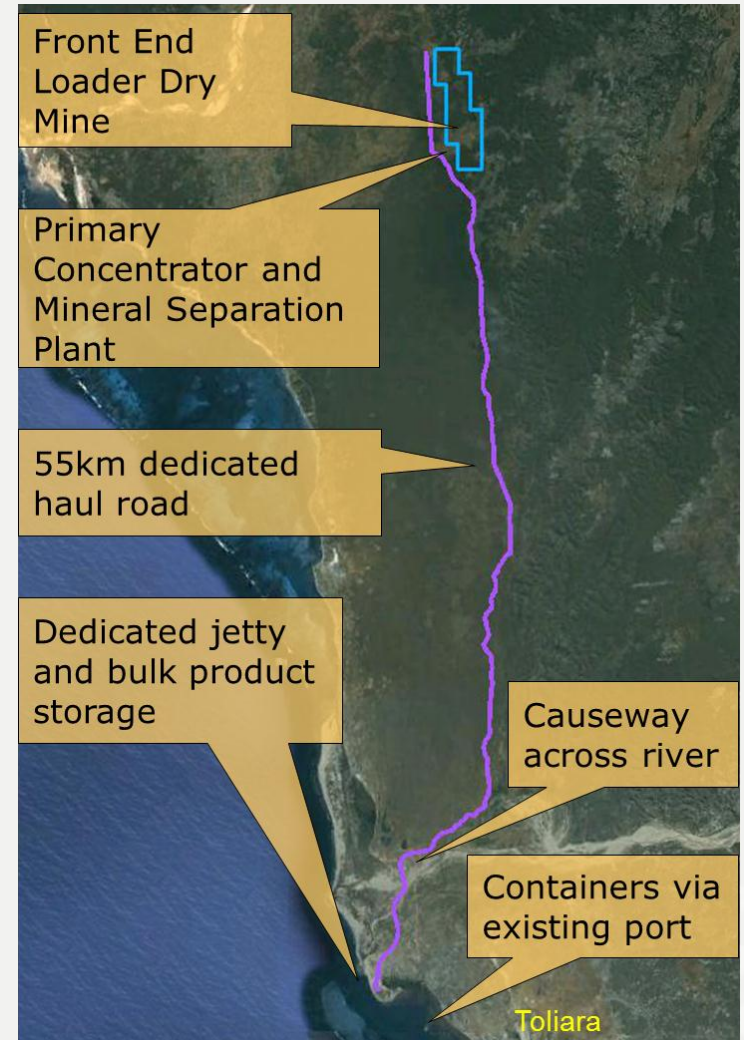 Front End
Loader Dry
Mine
Primary
Concentrator and
Mineral Separation
Plant
55km dedicated
haul road
Dedicated jetty
and bulk product
storage
Causeway
across river
Containers via
existing port
Toliara